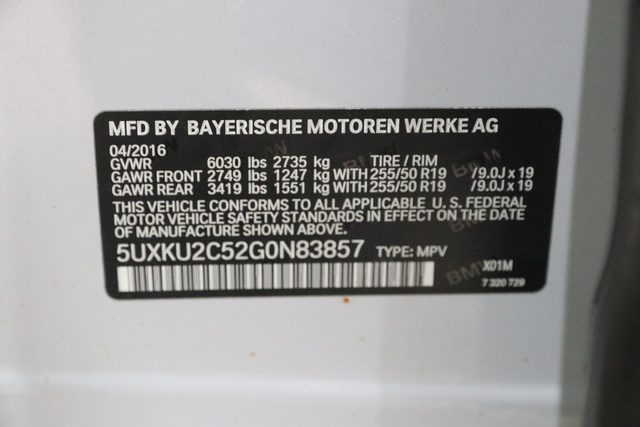 MFD BY BAYERISCHE MOTOREN WERKE AG
04/2016
GVWR 6030 lbs 2735 kg TIRE / RIM
GAWR FRONT 2749 lbs 1247 kg WITH 255/50 R19 /9.0J x 19
GAWR REAR 3419 lbs 1551 kg WITH 255/50 R19 /9.0J x 19
THIS VEHICLE CONFORMS TO ALL APPLICABLE U. S. FEDERAL
MOTOR VEHICLE SAFETY STANDARDS IN EFFECT ON THE DATE
OF MANUFACTURE SHOWN ABOVE.
5UXKU2C52G0N83857 TYPE: MPV
X01M
7 320 729